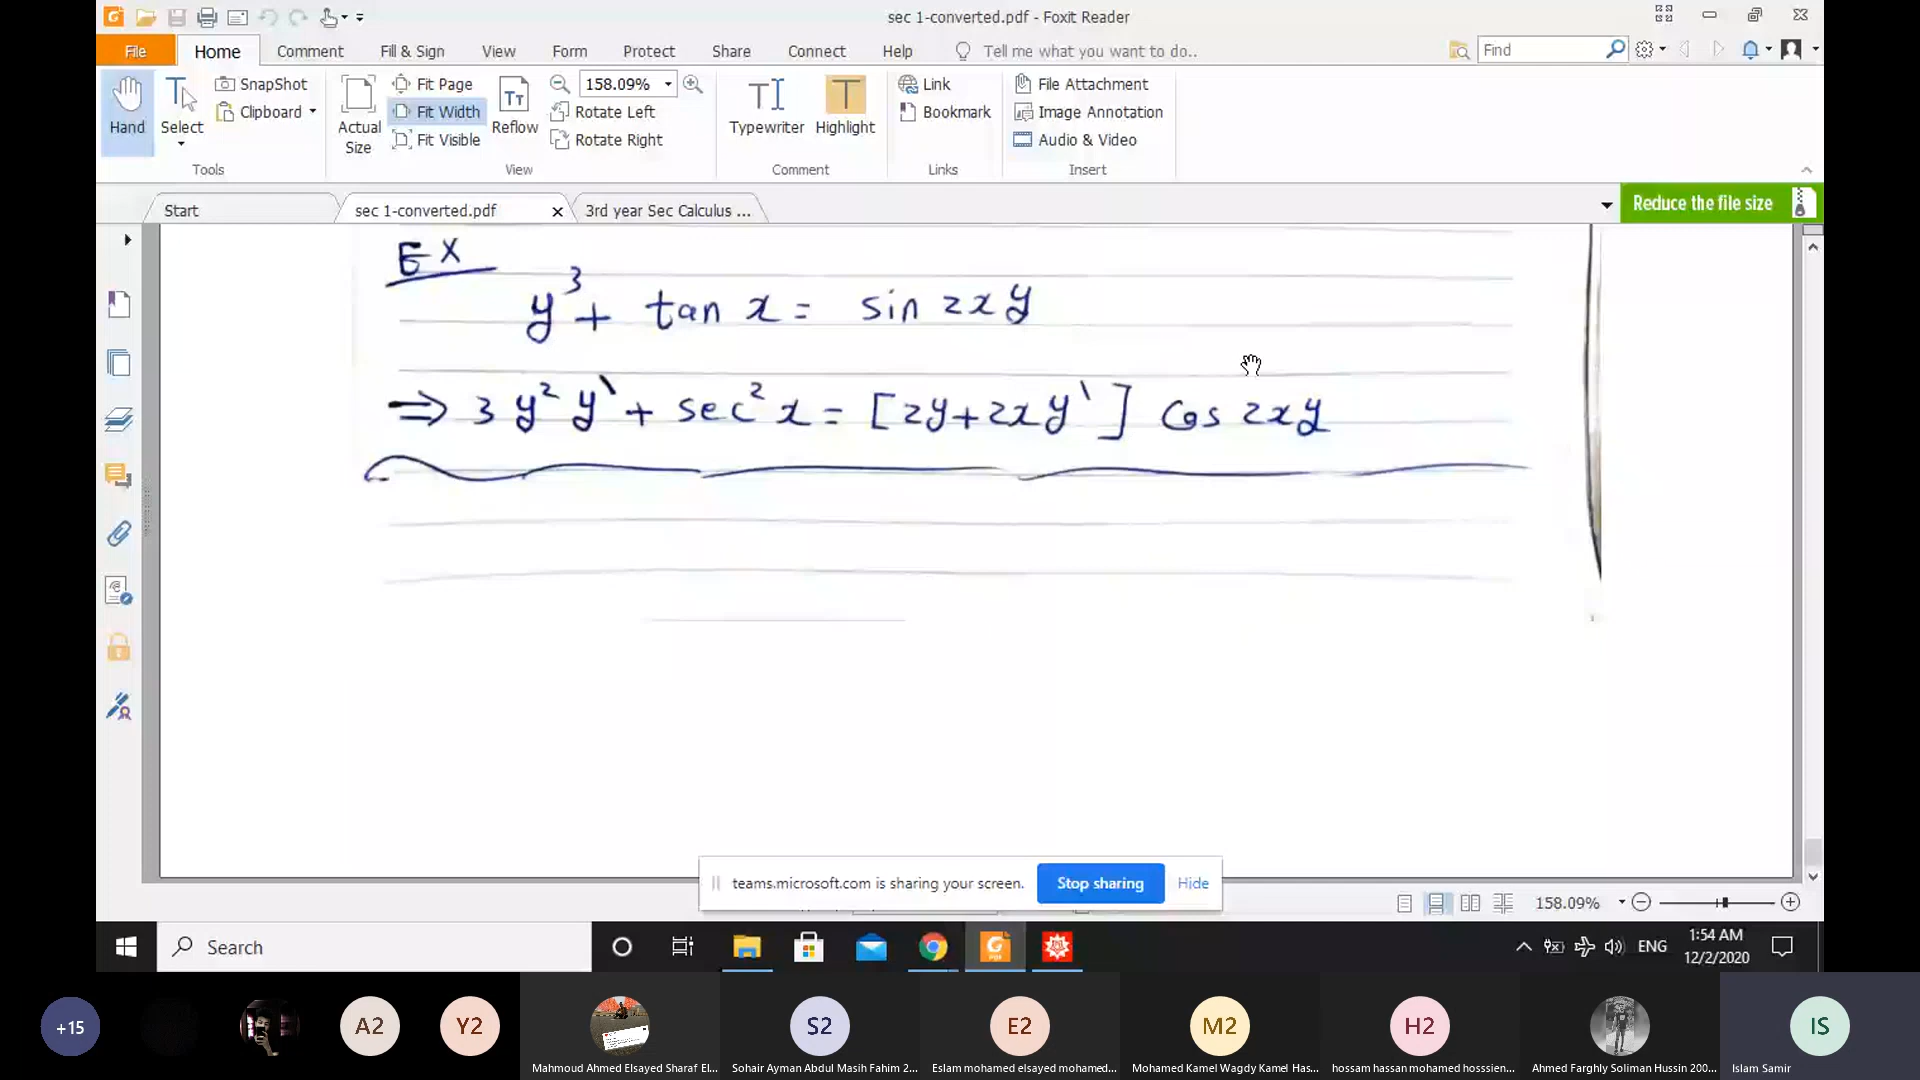 sec 1-converted.pdf - Foxit Reader
File Home Comment Fill & Sign View Form Protect Share Connect Help Tell me what you want to do.. Find
Hand
Select
SnapShot
Clipboard
Tools
Actual Size
Fit Page
Fit Width
Fit Visible
Reflow
158.09%
Rotate Left
Rotate Right
View
Typewriter
Highlight
Comment
Link
Bookmark
Links
File Attachment
Image Annotation
Audio & Video
Insert
Start
sec 1-converted.pdf
3rd year Sec Calculus ...
Reduce the file size
Ex
y³ + tan x = sin 2xy
⇒ 3y² y` + sec² x = [2y+2xy`] Cos 2xy
teams.microsoft.com is sharing your screen. Stop sharing Hide
158.09%
Search
ENG
1:54 AM
12/2/2020
+15
A2
Y2
Mahmoud Ahmed Elsayed Sharaf El...
S2
Sohair Ayman Abdul Masih Fahim 2...
E2
Eslam mohamed elsayed mohamed...
M2
Mohamed Kamel Wagdy Kamel Has...
H2
hossam hassan mohamed hosssien...
Ahmed Farghly Soliman Hussin 200...
IS
Islam Samir